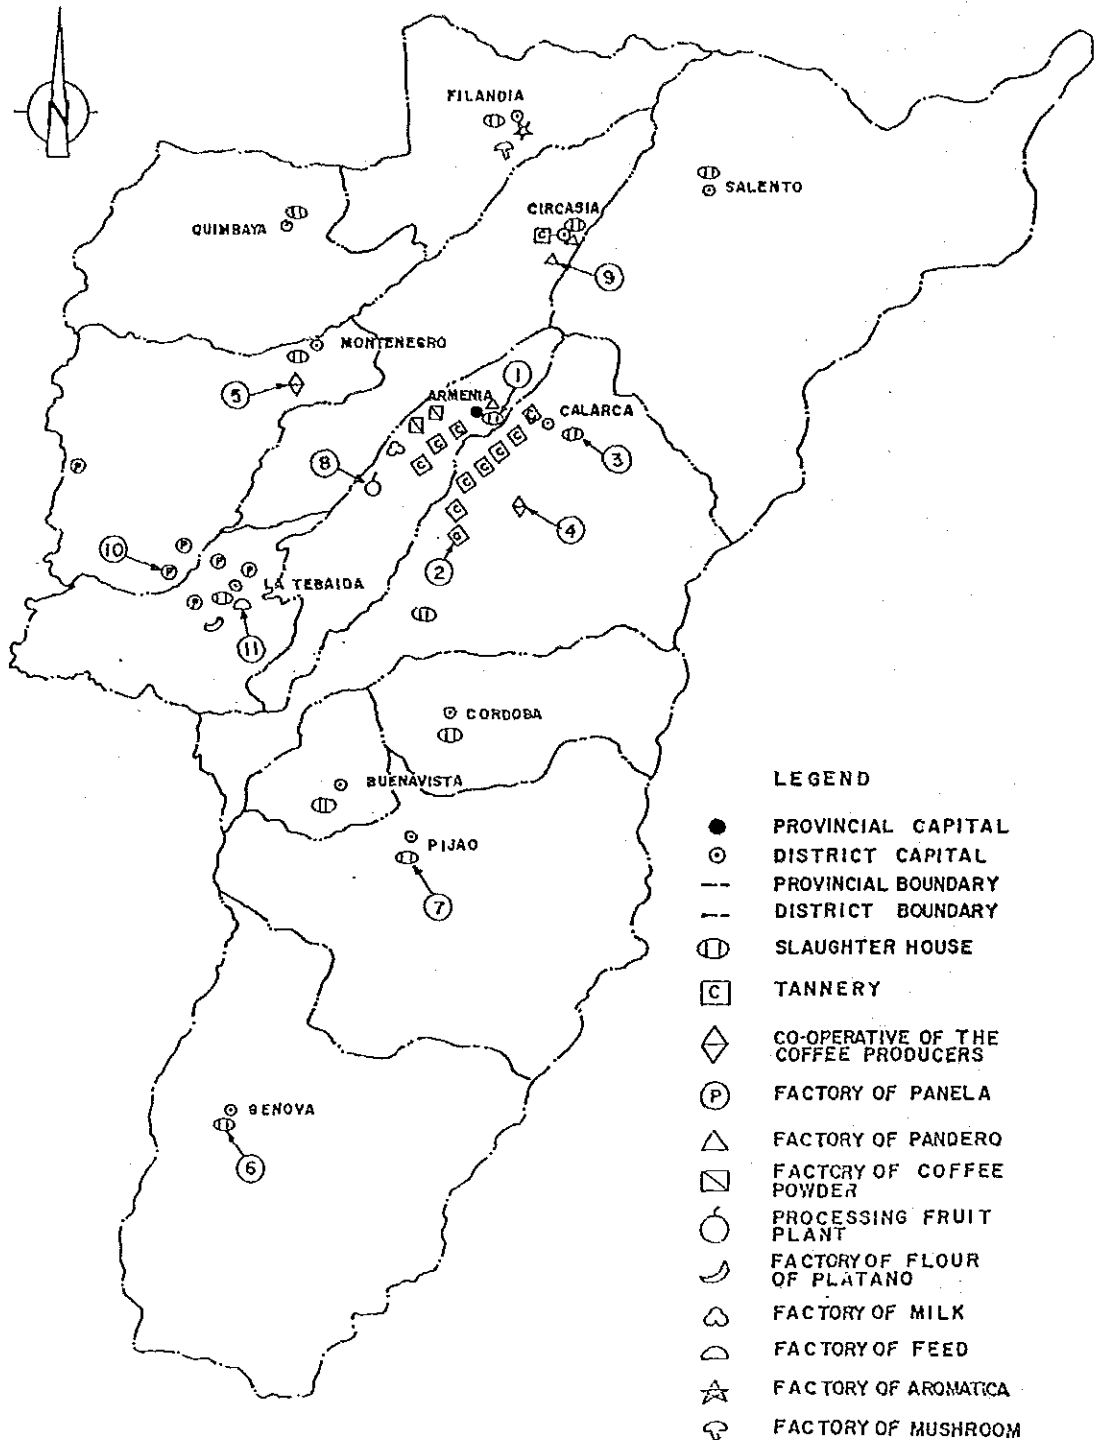 N
FILANDIA
SALENTO
CIRCASIA
QUIMBAYA
C
9
MONTENEGRO
1
5
ARMENIA
CALARCA
C
C
C
C
C
8
C
C
3
C
P
C
C
4
10
P
P
P
P
C
2
LA TEBAIDA
P
11
CORDOBA
BUENAVISTA
PIJAO
7
GENOVA
6
LEGEND
PROVINCIAL CAPITAL
DISTRICT CAPITAL
PROVINCIAL BOUNDARY
DISTRICT BOUNDARY
SLAUGHTER HOUSE
C TANNERY
CO-OPERATIVE OF THE
COFFEE PRODUCERS
P FACTORY OF PANELA
FACTORY OF PANDERO
FACTORY OF COFFEE
POWDER
PROCESSING FRUIT
PLANT
FACTORY OF FLOUR
OF PLATANO
FACTORY OF MILK
FACTORY OF FEED
FACTORY OF AROMATICA
FACTORY OF MUSHROOM